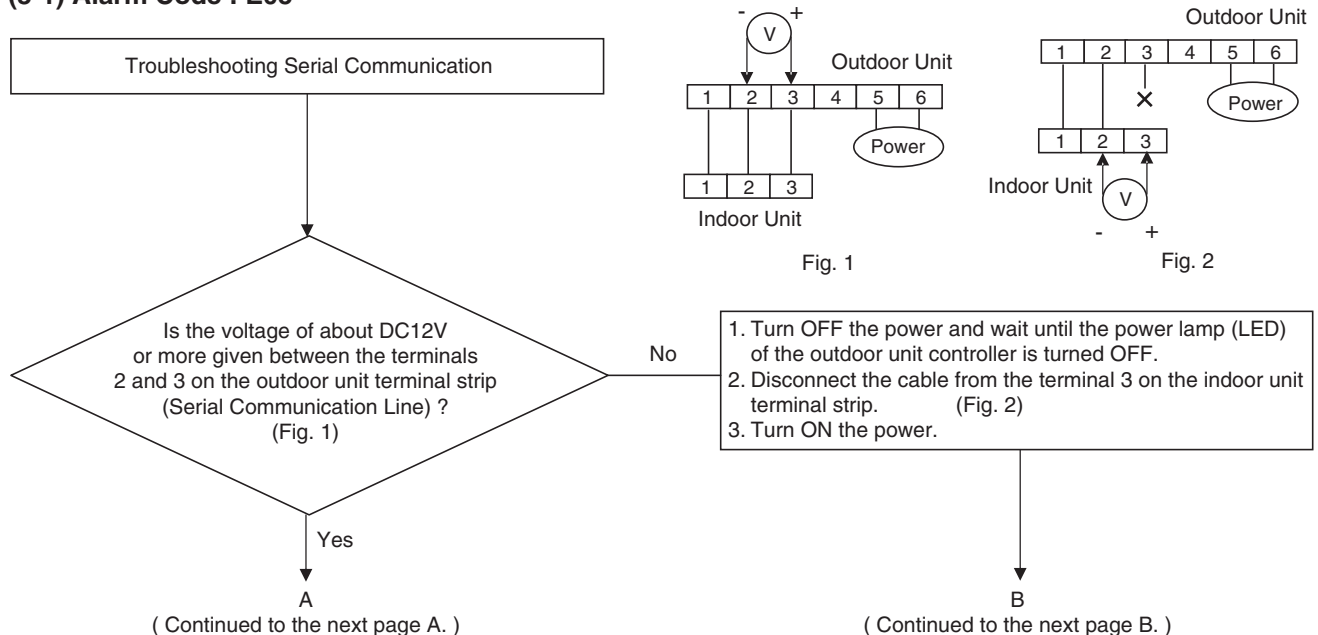 Troubleshooting Serial Communication
- +
V
Outdoor Unit
1 2 3 4 5 6
Power
1 2 3
Indoor Unit
Fig. 1
Outdoor Unit
1 2 3 4 5 6
×
Power
1 2 3
Indoor Unit
V
- +
Fig. 2
Is the voltage of about DC12V
or more given between the terminals
2 and 3 on the outdoor unit terminal strip
(Serial Communication Line) ?
(Fig. 1)
No
1. Turn OFF the power and wait until the power lamp (LED)
of the outdoor unit controller is turned OFF.
2. Disconnect the cable from the terminal 3 on the indoor unit
terminal strip. (Fig. 2)
3. Turn ON the power.
Yes
A
( Continued to the next page A. )
B
( Continued to the next page B. )